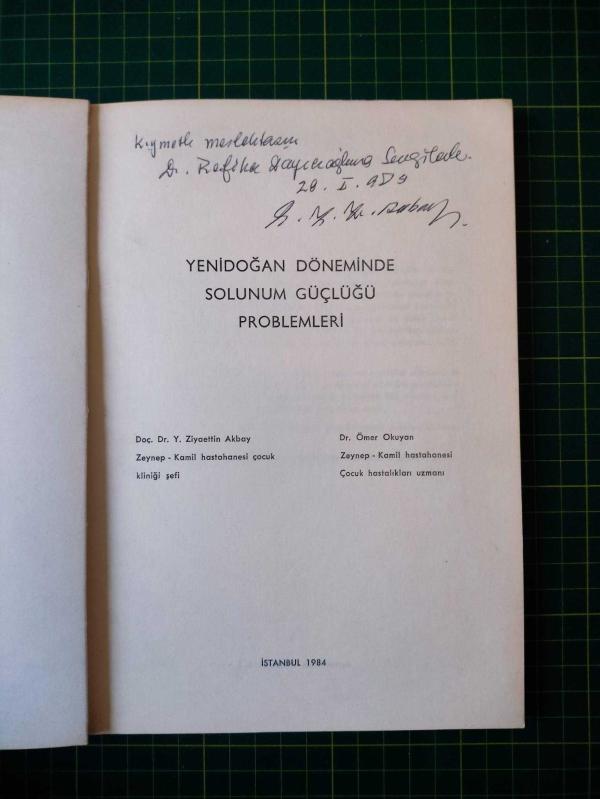 Kıymetli meslektaşım
Dr. Refika Dayıcıoğluna Sevgilerle.
28. I. 989
YENİDOĞAN DÖNEMİNDE
SOLUNUM GÜÇLÜĞÜ
PROBLEMLERİ
Doç. Dr. Y. Ziyaettin Akbay
Zeynep - Kamil hastahanesi çocuk
kliniği şefi
Dr. Ömer Okuyan
Zeynep - Kamil hastahanesi
Çocuk hastalıkları uzmanı
İSTANBUL 1984